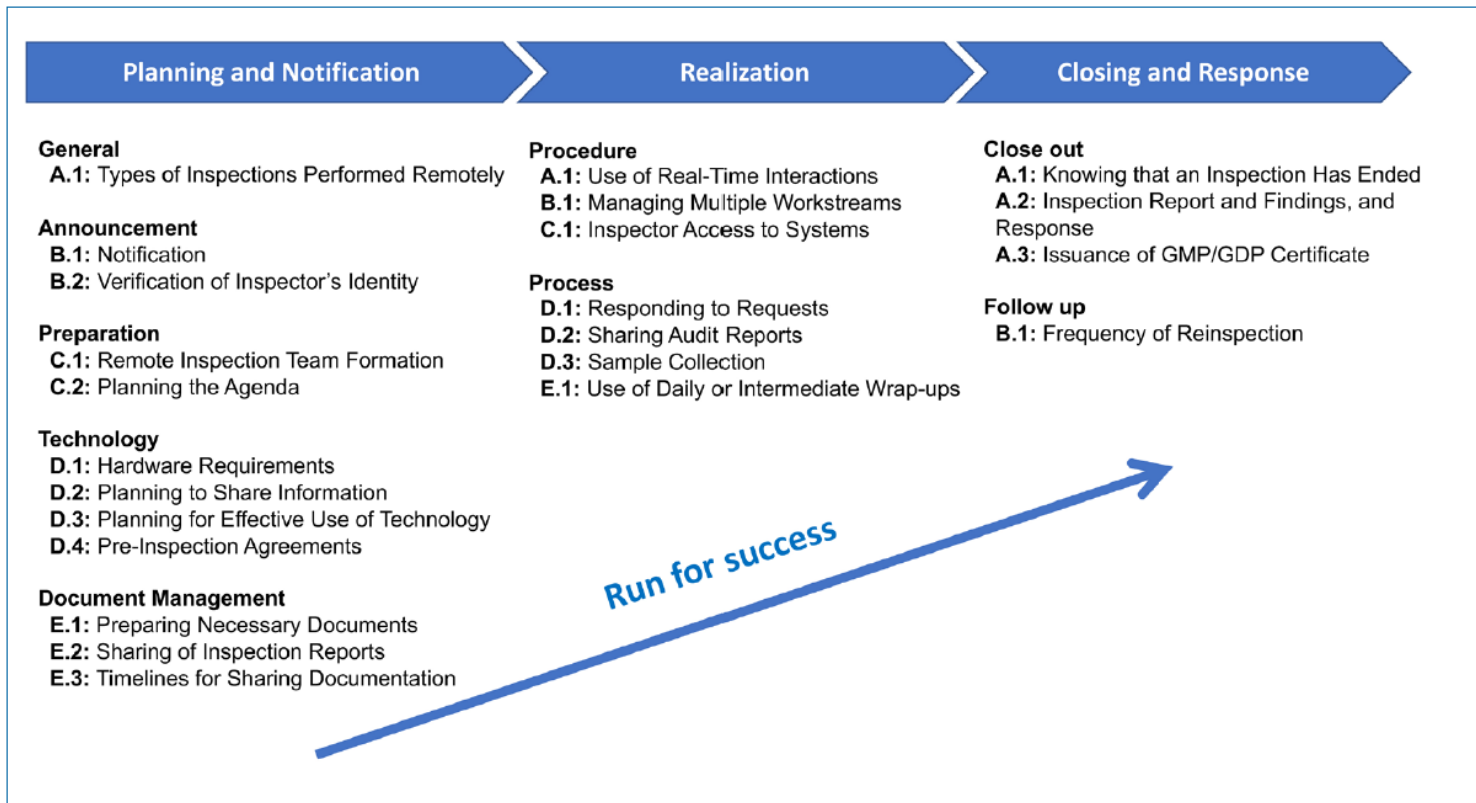 Planning and Notification
Realization
Closing and Response
General
A.1: Types of Inspections Performed Remotely
Announcement
B.1: Notification
B.2: Verification of Inspector's Identity
Preparation
C.1: Remote Inspection Team Formation
C.2: Planning the Agenda
Technology
D.1: Hardware Requirements
D.2: Planning to Share Information
D.3: Planning for Effective Use of Technology
D.4: Pre-Inspection Agreements
Document Management
E.1: Preparing Necessary Documents
E.2: Sharing of Inspection Reports
E.3: Timelines for Sharing Documentation
Procedure
A.1: Use of Real-Time Interactions
B.1: Managing Multiple Workstreams
C.1: Inspector Access to Systems
Process
D.1: Responding to Requests
D.2: Sharing Audit Reports
D.3: Sample Collection
E.1: Use of Daily or Intermediate Wrap-ups
Close out
A.1: Knowing that an Inspection Has Ended
A.2: Inspection Report and Findings, and
Response
A.3: Issuance of GMP/GDP Certificate
Follow up
B.1: Frequency of Reinspection
Run for success